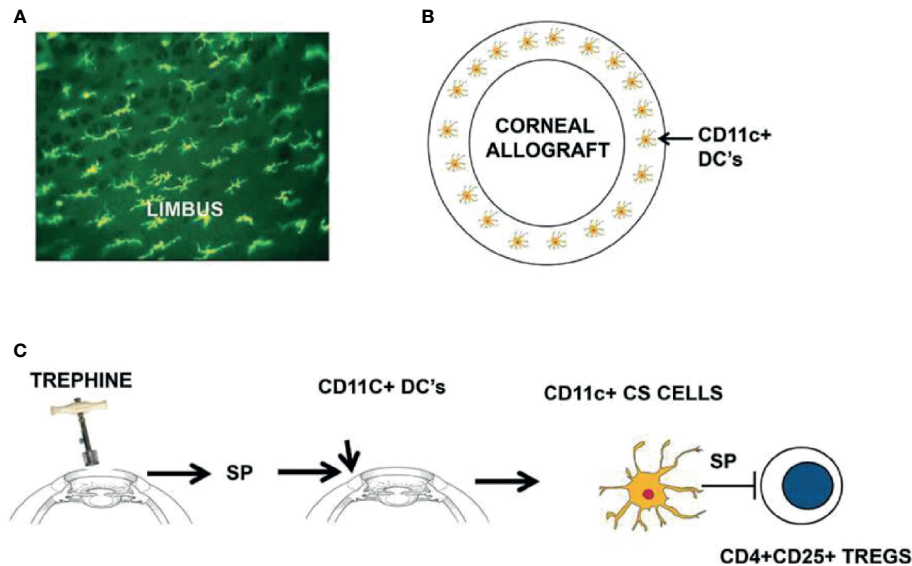 A
LIMBUS
B
CORNEAL
ALLOGRAFT
CD11c+
DC's
C
TREPHINE
SP
CD11C+ DC's
CD11c+ CS CELLS
SP
CD4+CD25+ TREGS